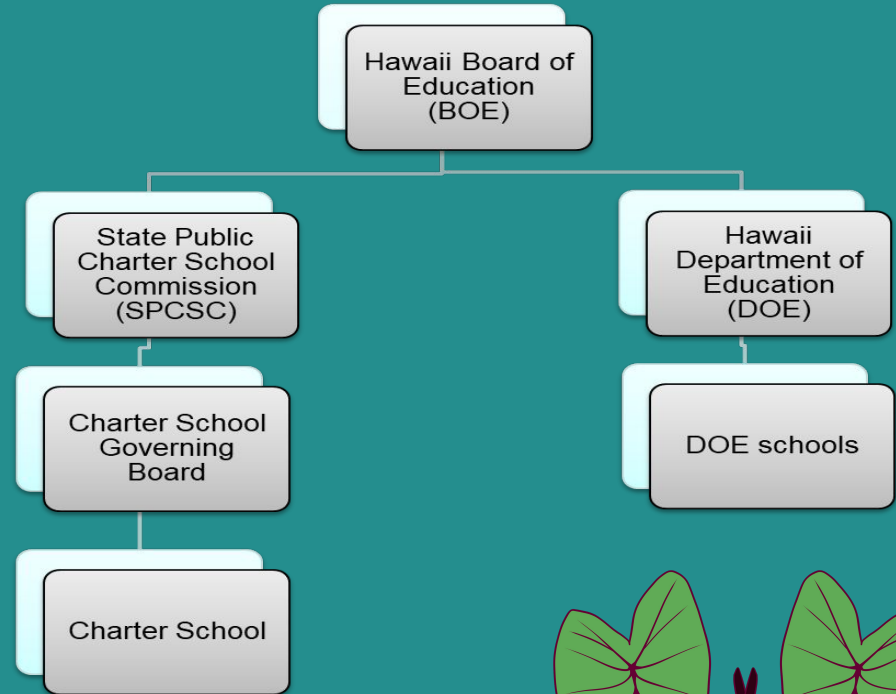 Hawaii Board of
Education
(BOE)
State Public
Charter School
Commission
(SPCSC)
Hawaii
Department of
Education
(DOE)
Charter School
Governing
Board
DOE schools
Charter School